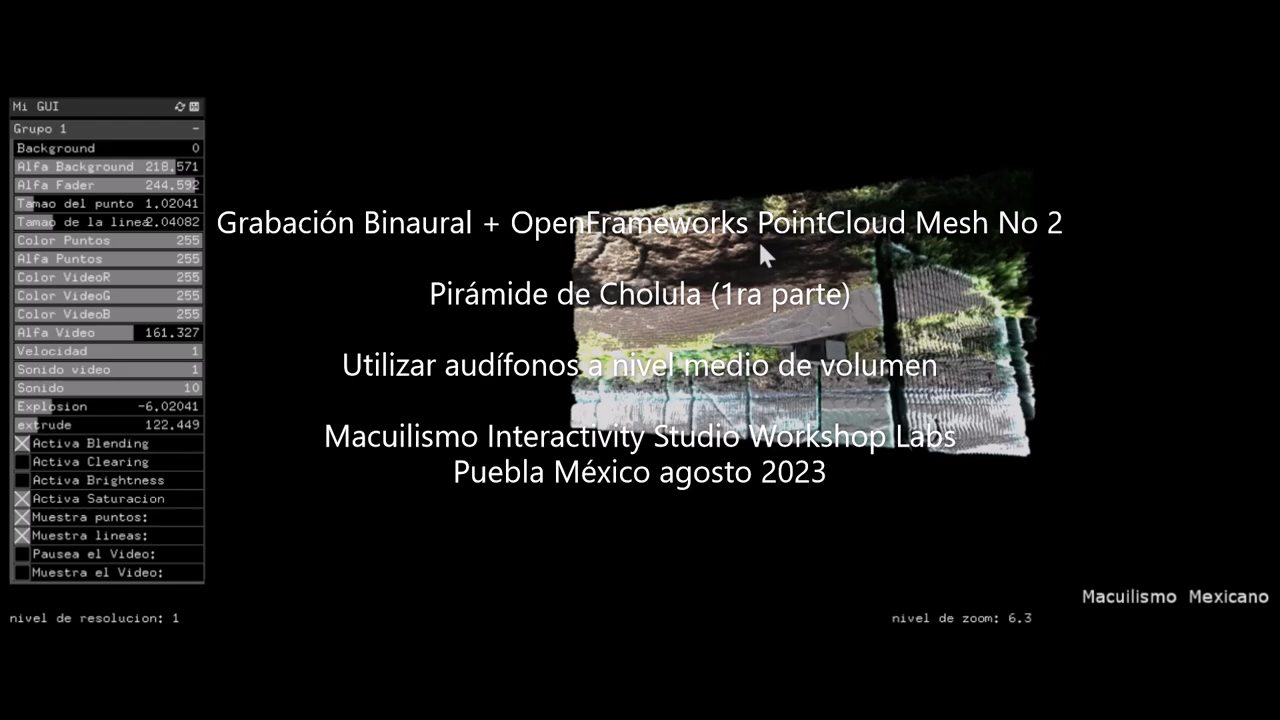 Mi GUI
Grupo 1 -
Background 0
Alfa Background 218.571
Alfa Fader 244.592
Tamao del punto 1.02041
Tamao de la linea 2.04082
Color Puntos 255
Alfa Puntos 255
Color VideoR 255
Color VideoG 255
Color VideoB 255
Alfa Video 161.327
Velocidad 1
Sonido video 1
Sonido 10
Explosion -6.02041
extrude 122.449
Activa Blending
Activa Clearing
Activa Brightness
Activa Saturacion
Muestra puntos:
Muestra lineas:
Pausea el Video:
Muestra el Video:
nivel de resolucion: 1
Grabación Binaural + OpenFrameworks PointCloud Mesh No 2
Pirámide de Cholula (1ra parte)
Utilizar audífonos a nivel medio de volumen
Macuilismo Interactivity Studio Workshop Labs
Puebla México agosto 2023
Macuilismo Mexicano
nivel de zoom: 6.3